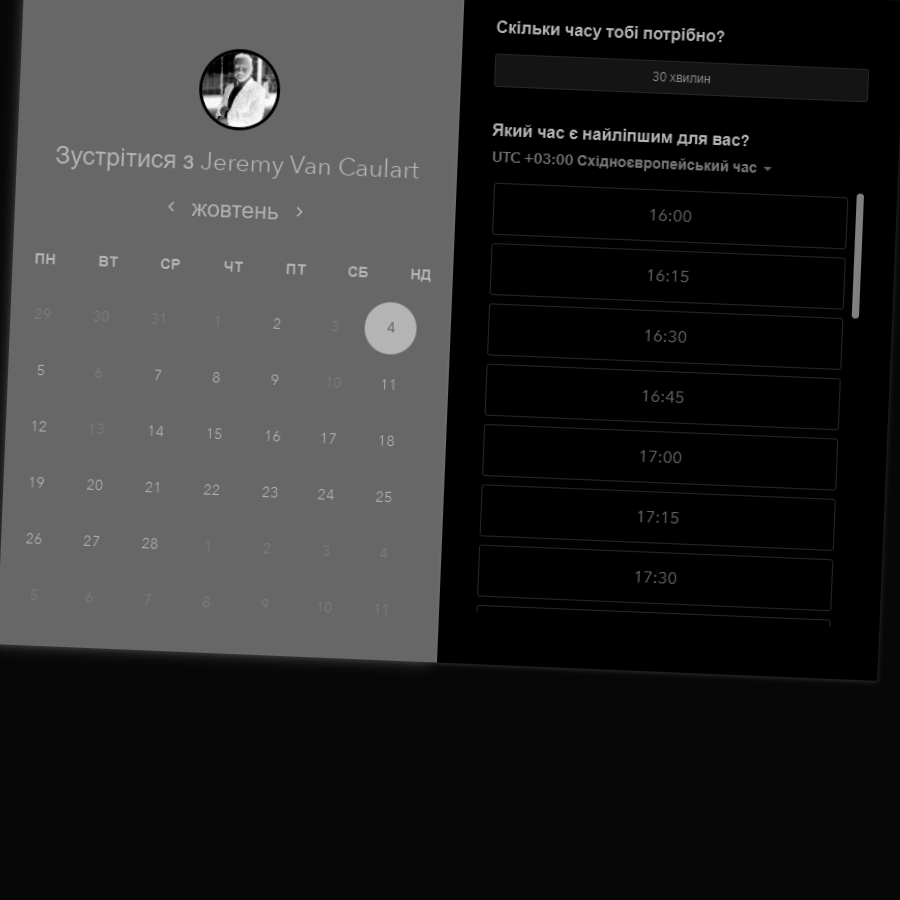 Зустрітися з Jeremy Van Caulart
жовтень
ПН ВТ СР ЧТ ПТ СБ НД
29 30 31 1 2 3 4
5 6 7 8 9 10 11
12 13 14 15 16 17 18
19 20 21 22 23 24 25
26 27 28 1 2 3 4
5 6 7 8 9 10 11
Скільки часу тобі потрібно?
30 хвилин
Який час є найліпшим для вас?
UTC +03:00 Східноєвропейський час
16:00
16:15
16:30
16:45
17:00
17:15
17:30